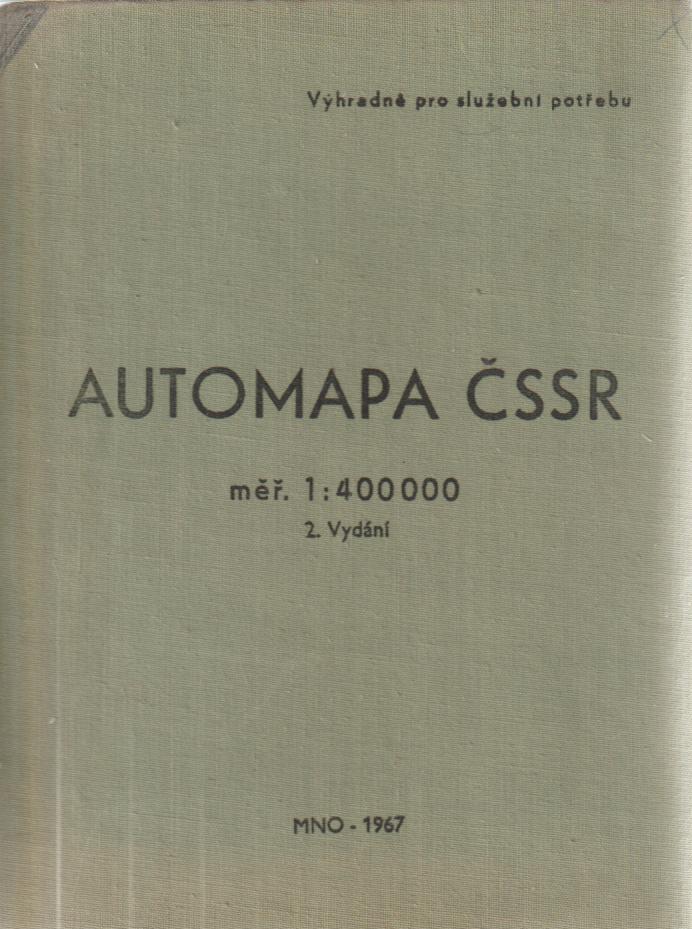 Výhradně pro služební potřebu
AUTOMAPA ČSSR
měř. 1:400000
2. Vydání
MNO - 1967